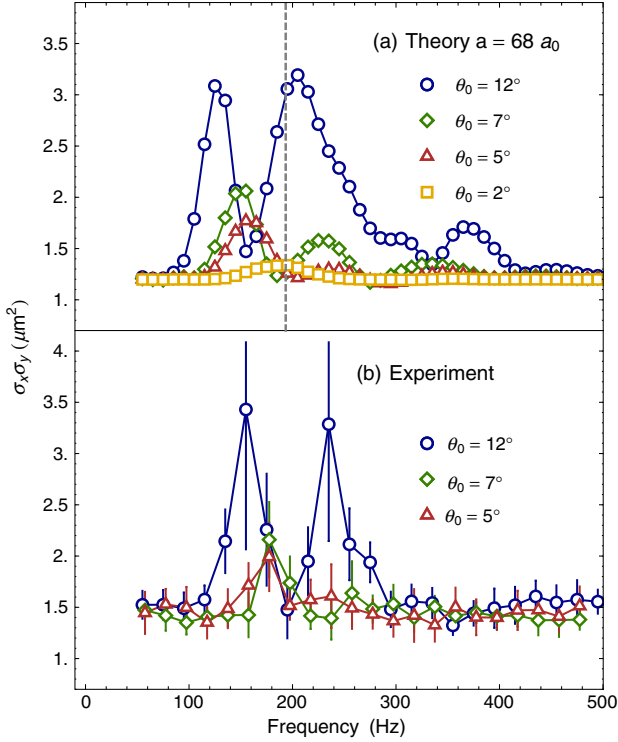 (a) Theory a = 68 a₀
θ₀ = 12°
θ₀ = 7°
θ₀ = 5°
θ₀ = 2°
3.5
3.
2.5
2.
1.5
1.
σₓσᵧ (μm²)
(b) Experiment
θ₀ = 12°
θ₀ = 7°
θ₀ = 5°
4.
3.5
3.
2.5
2.
1.5
1.
0 100 200 300 400 500
Frequency (Hz)